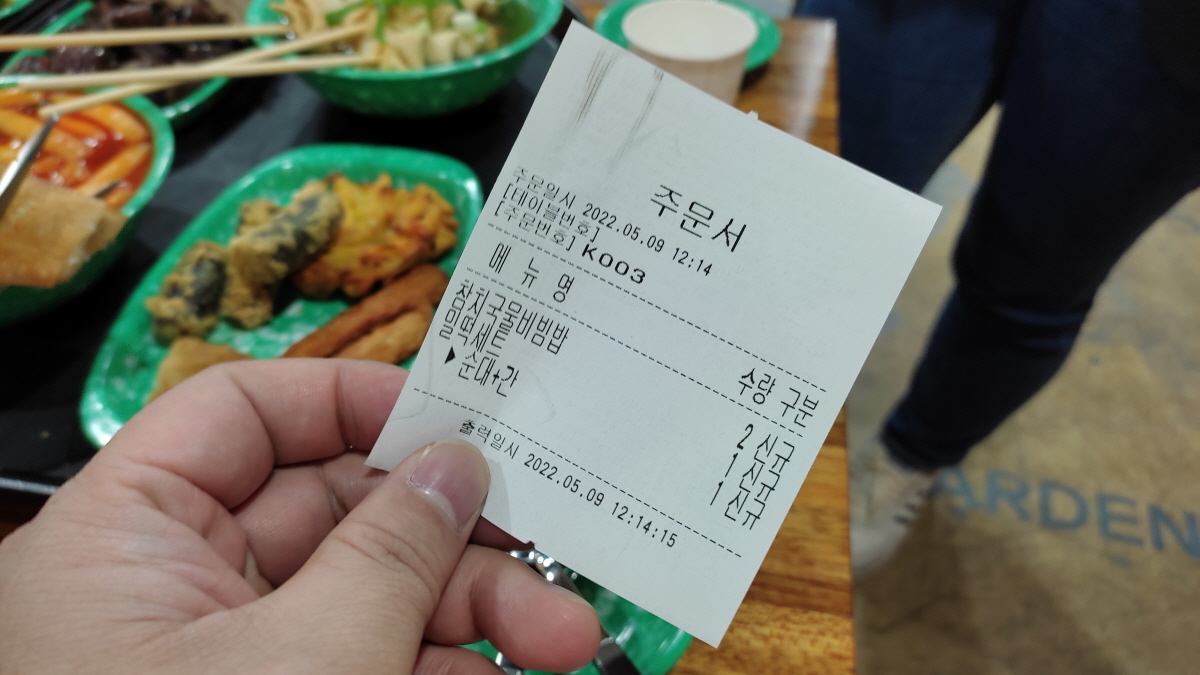 주문서
주문일시 2022.05.09 12:14
[테이블번호]
[주문번호] K003
메 뉴 명 수량 구분
참치국물비빔밥 2 신규
밀떡세트 1 신규
▶순대+간 1 신규
출력일시 2022.05.09 12:14:15
ARDEN